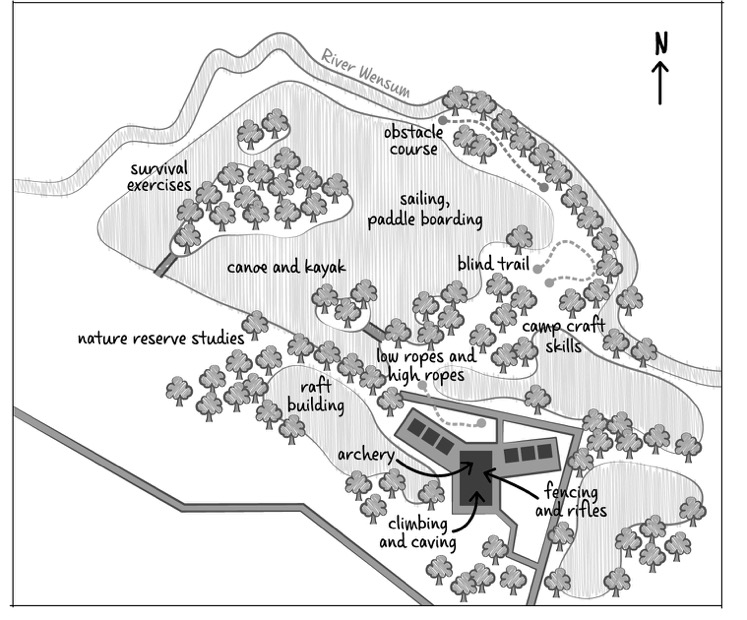 N
River Wensum
obstacle
course
survival
exercises
sailing,
paddle boarding
blind trail
canoe and kayak
nature reserve studies
camp craft
skills
low ropes and
high ropes
raft
building
archery
fencing
and rifles
climbing
and caving